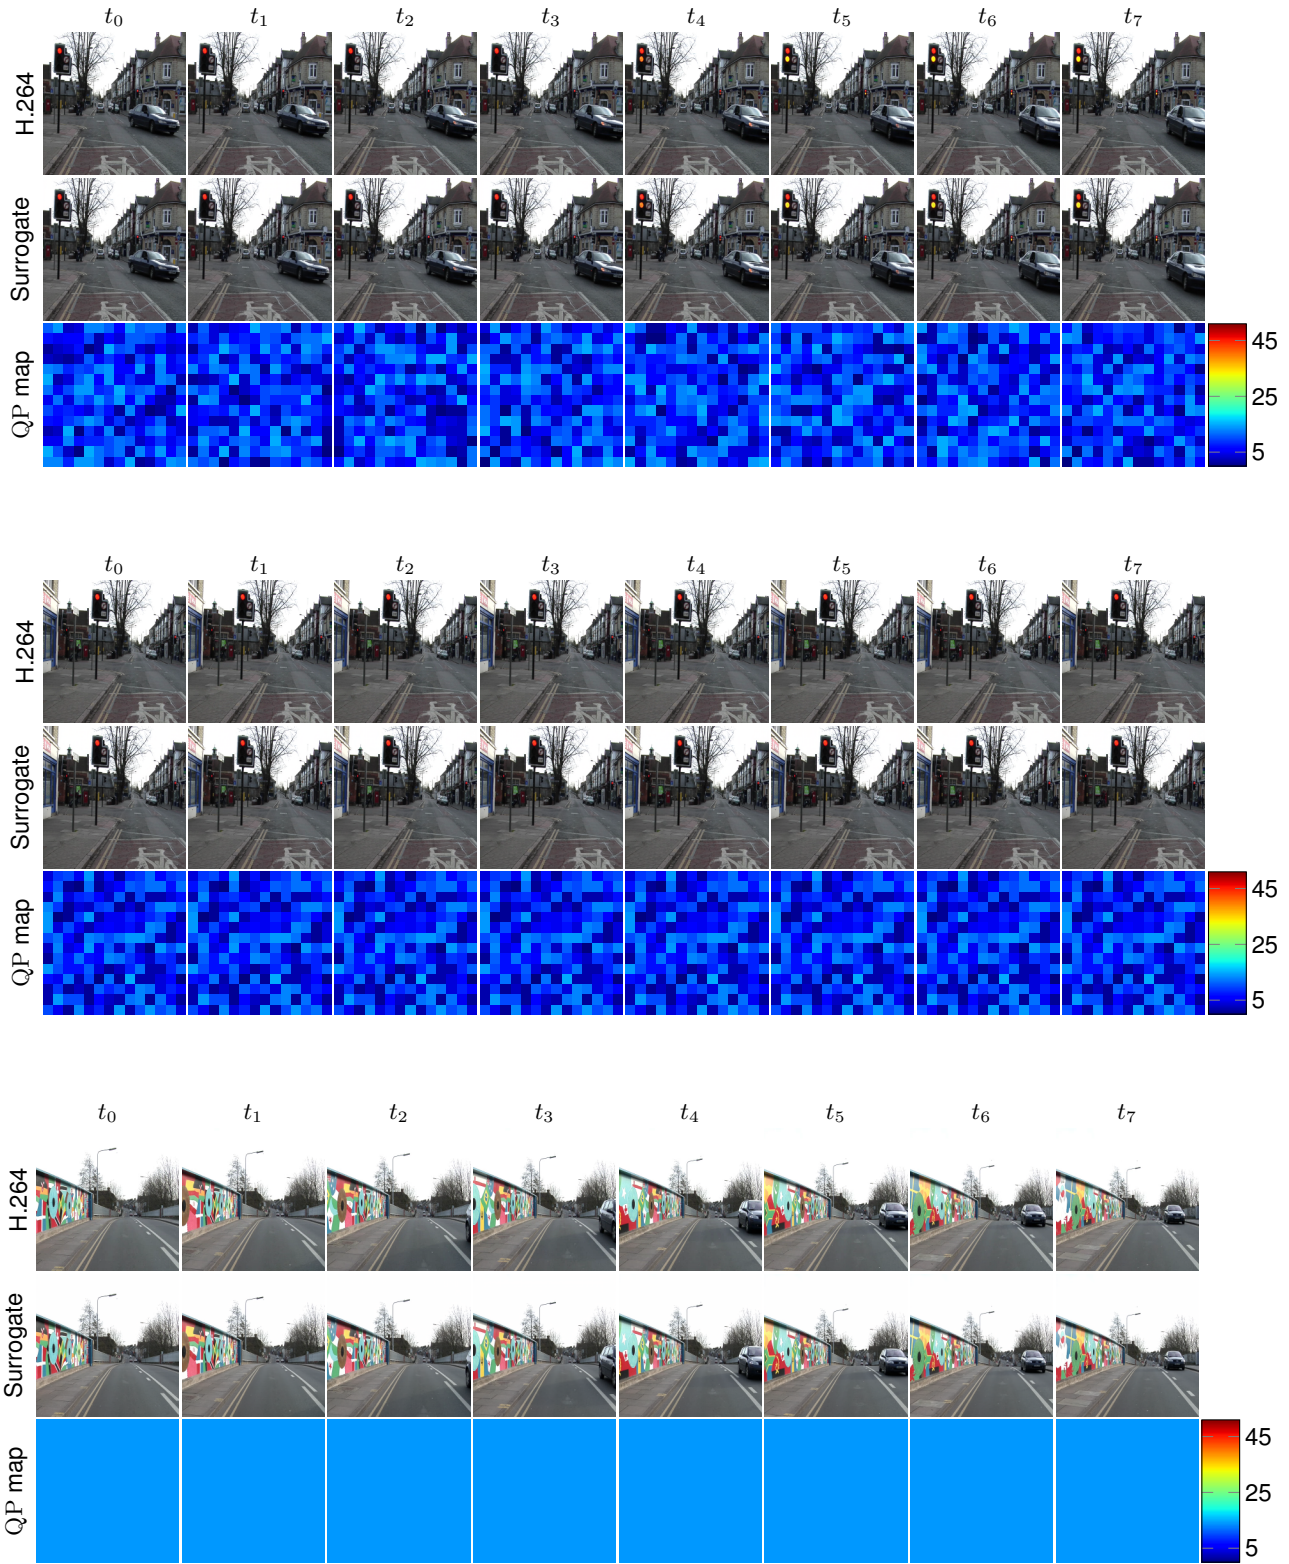 t₀ t₁ t₂ t₃ t₄ t₅ t₆ t₇
H.264
Surrogate
QP map
45
25
5
t₀ t₁ t₂ t₃ t₄ t₅ t₆ t₇
H.264
Surrogate
QP map
45
25
5
t₀ t₁ t₂ t₃ t₄ t₅ t₆ t₇
H.264
Surrogate
QP map
45
25
5